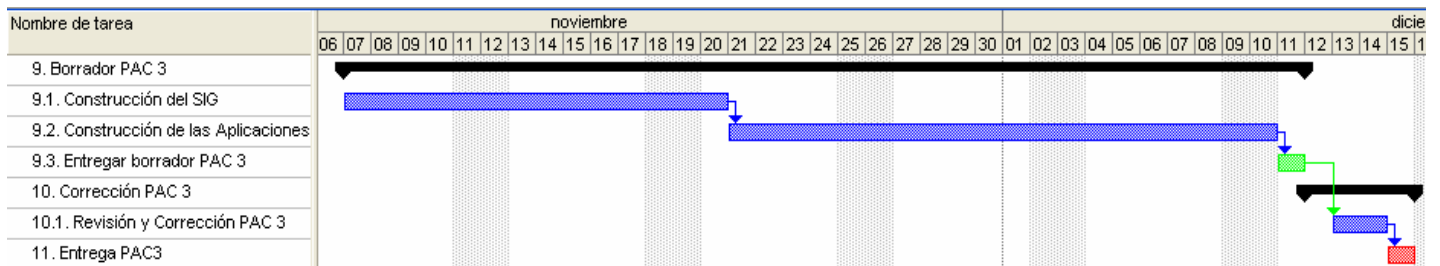 Nombre de tarea
noviembre
dicie
06 07 08 09 10 11 12 13 14 15 16 17 18 19 20 21 22 23 24 25 26 27 28 29 30 01 02 03 04 05 06 07 08 09 10 11 12 13 14 15 1
9. Borrador PAC 3
9.1. Construcción del SIG
9.2. Construcción de las Aplicaciones
9.3. Entregar borrador PAC 3
10. Corrección PAC 3
10.1. Revisión y Corrección PAC 3
11. Entrega PAC3